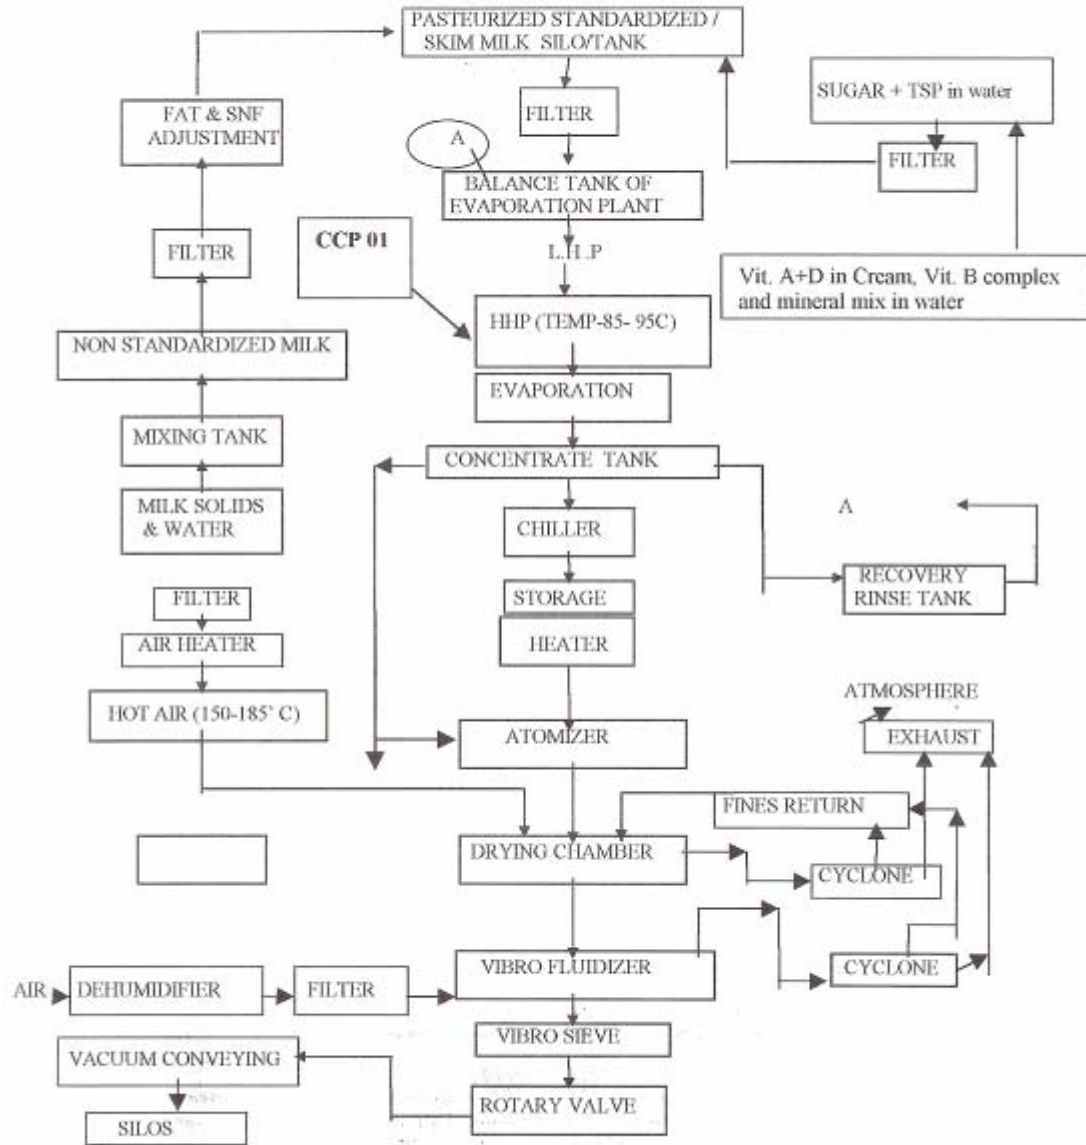 PASTEURIZED STANDARDIZED /
SKIM MILK SILO/TANK
SUGAR + TSP in water
FAT & SNF
ADJUSTMENT
FILTER
A
FILTER
BALANCE TANK OF
EVAPORATION PLANT
CCP 01
FILTER
L.H.P
Vit. A+D in Cream, Vit. B complex
and mineral mix in water
HHP (TEMP-85- 95C)
NON STANDARDIZED MILK
EVAPORATION
MIXING TANK
CONCENTRATE TANK
MILK SOLIDS
& WATER
CHILLER
A
RECOVERY
RINSE TANK
FILTER
STORAGE
AIR HEATER
HEATER
HOT AIR (150-185' C)
ATMOSPHERE
EXHAUST
ATOMIZER
FINES RETURN
DRYING CHAMBER
CYCLONE
VIBRO FLUIDIZER
CYCLONE
AIR
DEHUMIDIFIER
FILTER
VIBRO SIEVE
VACUUM CONVEYING
ROTARY VALVE
SILOS